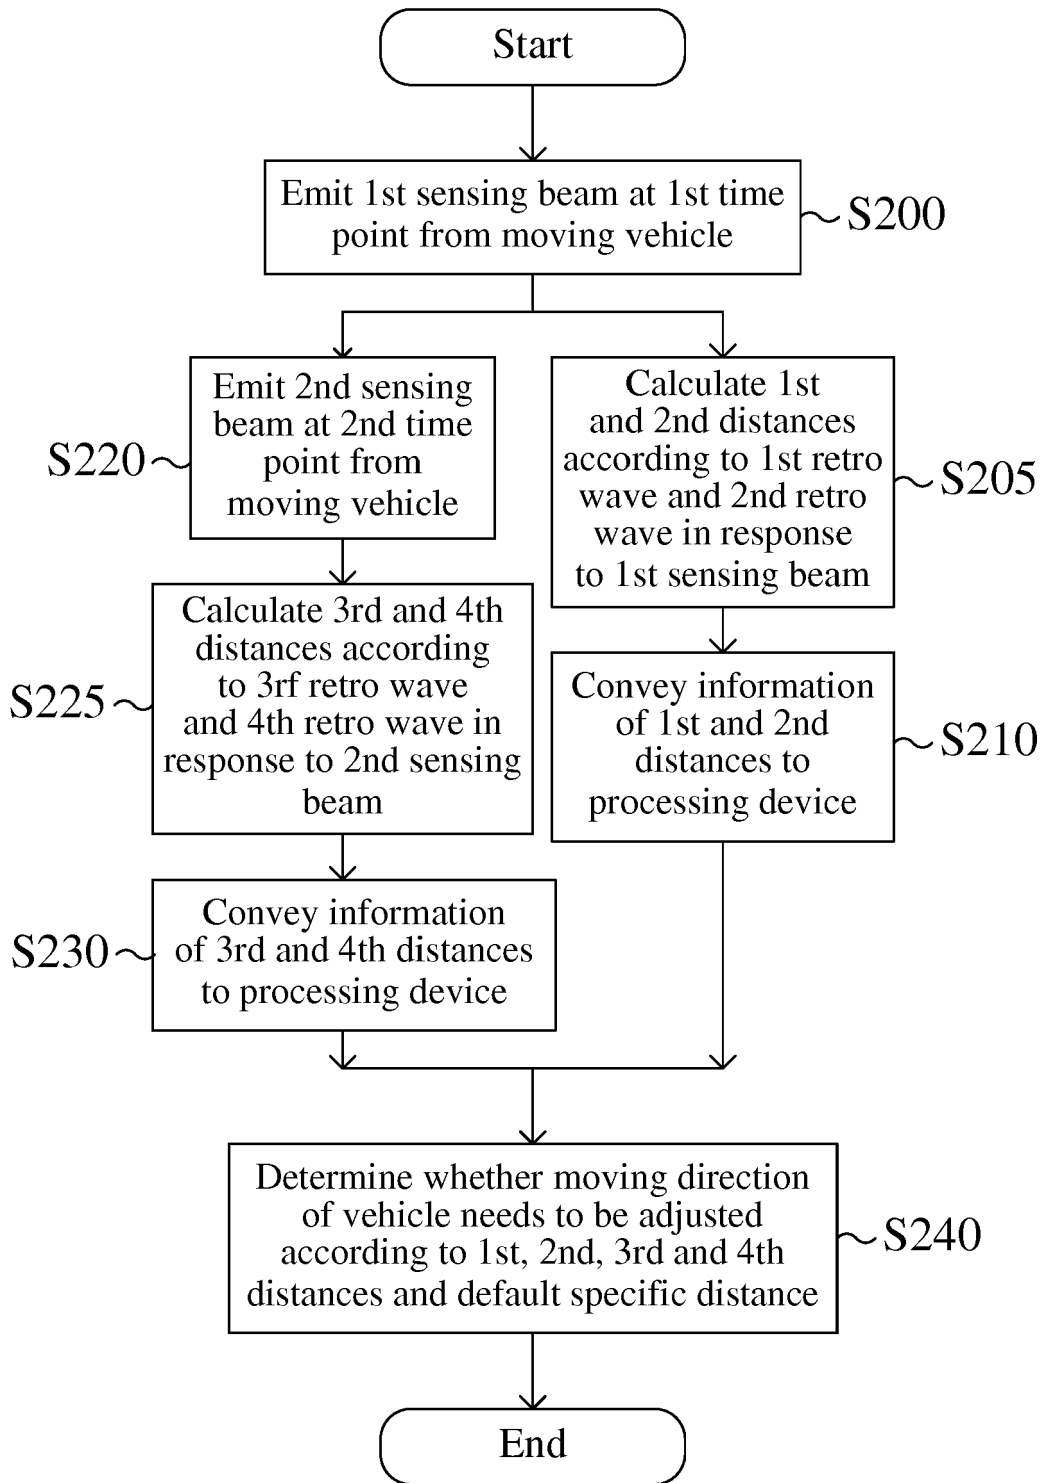 Start
Emit 1st sensing beam at 1st time
point from moving vehicle
S200
Emit 2nd sensing
beam at 2nd time
point from
moving vehicle
S220
Calculate 1st
and 2nd distances
according to 1st retro
wave and 2nd retro
wave in response
to 1st sensing beam
S205
Calculate 3rd and 4th
distances according
to 3rf retro wave
and 4th retro wave in
response to 2nd sensing
beam
S225
Convey information
of 1st and 2nd
distances to
processing device
S210
Convey information
of 3rd and 4th distances
to processing device
S230
Determine whether moving direction
of vehicle needs to be adjusted
according to 1st, 2nd, 3rd and 4th
distances and default specific distance
S240
End